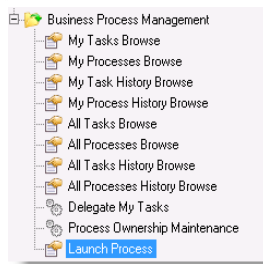 Business Process Management
My Tasks Browse
My Processes Browse
My Task History Browse
My Process History Browse
All Tasks Browse
All Processes Browse
All Tasks History Browse
All Processes History Browse
Delegate My Tasks
Process Ownership Maintenance
Launch Process